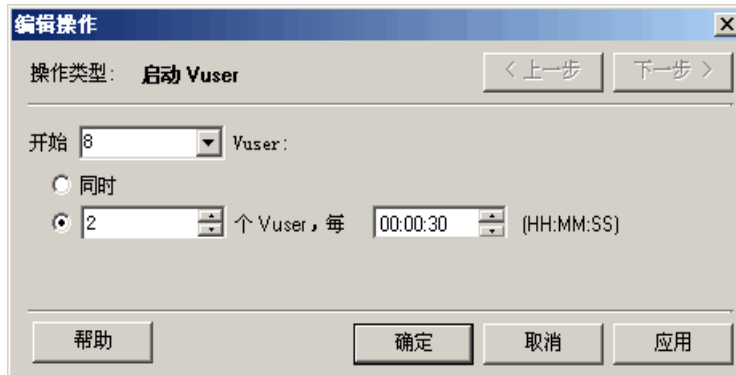 编辑操作
操作类型: 启动 Vuser < 上一步 下一步 >
开始 8 Vuser:
同时
2 个 Vuser，每 00:00:30 (HH:MM:SS)
帮助 确定 取消 应用